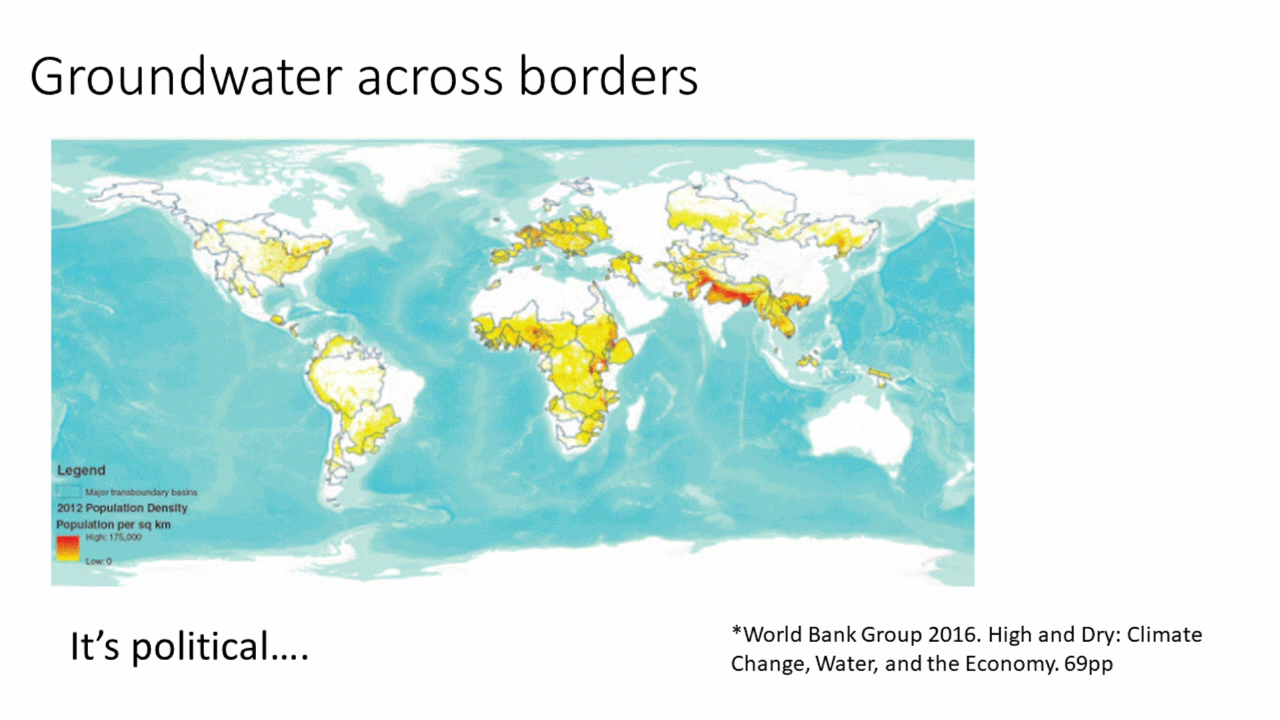 Groundwater across borders
Legend
Major transboundary basins
2012 Population Density
Population per sq km
High: 175,000
Low: 0
It's political....
*World Bank Group 2016. High and Dry: Climate
Change, Water, and the Economy. 69pp